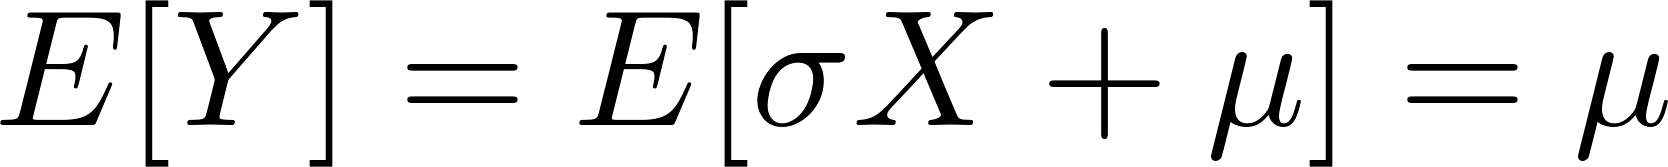 E[Y] = E[σX + μ] = μ